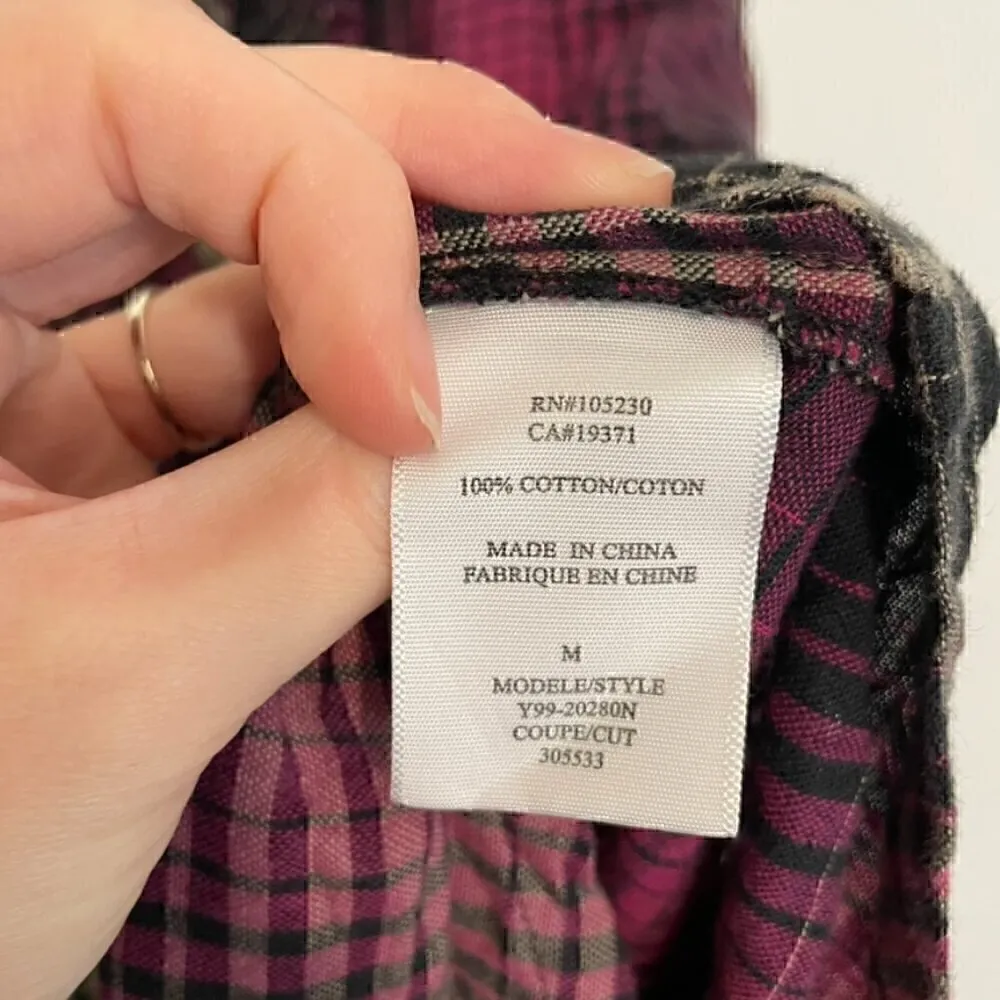 RN#105230
CA#19371
100% COTTON/COTON
MADE IN CHINA
FABRIQUE EN CHINE
M
MODELE/STYLE
Y99-20280N
COUPE/CUT
305533